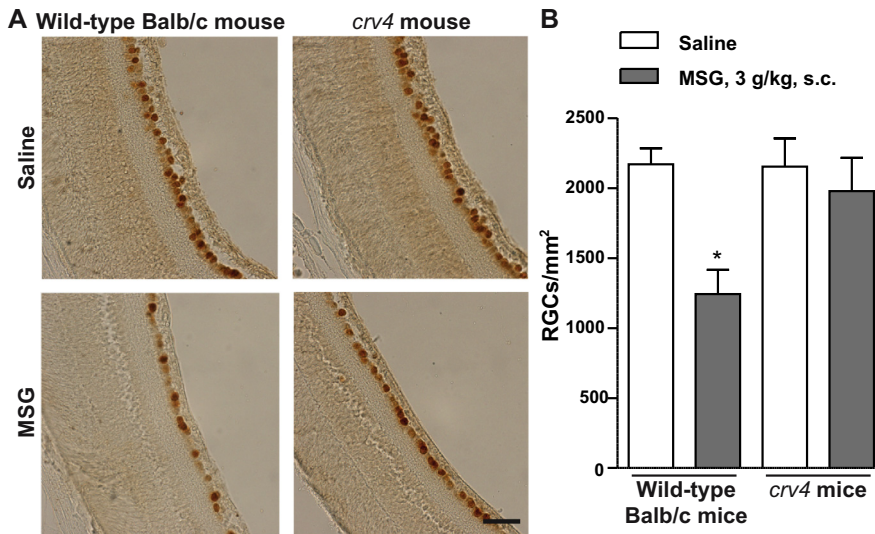 A
Wild-type Balb/c mouse
crv4 mouse
Saline
MSG
B
Saline
MSG, 3 g/kg, s.c.
RGCs/mm²
2500
2000
1500
1000
500
0
*
Wild-type
Balb/c mice
crv4 mice